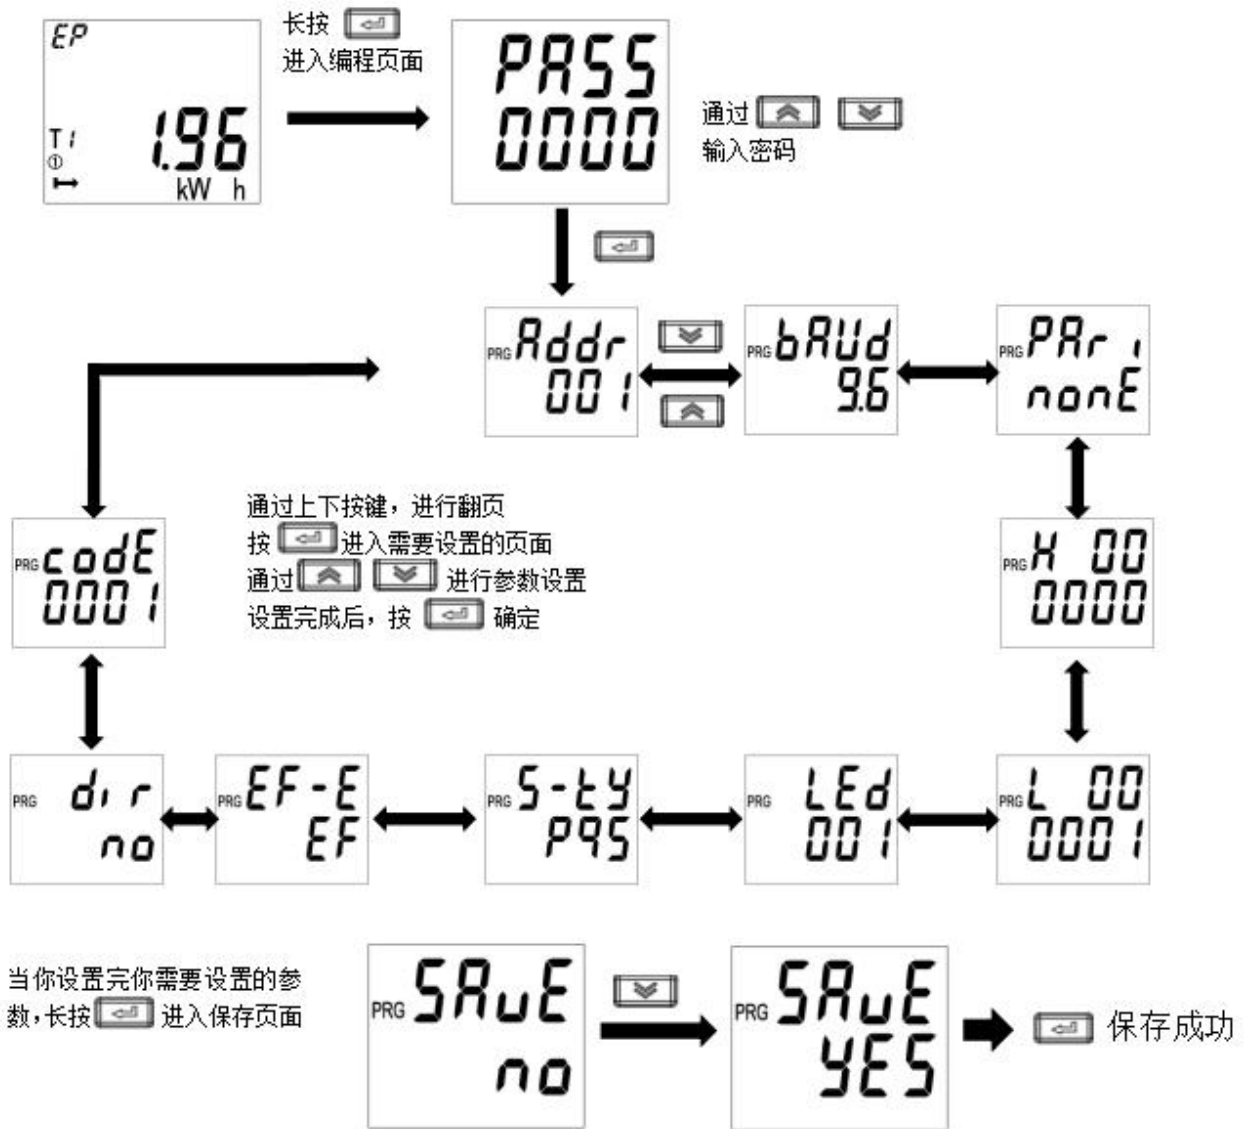 EP
T1
①
1.96
kW h
长按
进入编程页面
PASS
0000
通过
输入密码
PRG Addr
001
PRG bAUd
9.6
PRG PAri
nonE
PRG codE
0001
通过上下按键，进行翻页
按 进入需要设置的页面
通过 进行参数设置
设置完成后，按 确定
PRG H 00
0000
PRG dir
no
PRG EF-E
EF
PRG S-ty
PqS
PRG LEd
001
PRG L 00
0001
当你设置完你需要设置的参
数，长按 进入保存页面
PRG SAvE
no
PRG SAvE
YES
保存成功